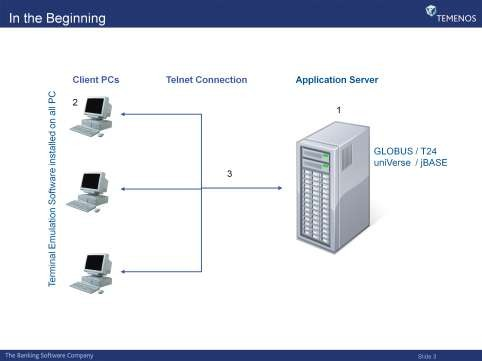 In the Beginning
TEMENOS
Client PCs
Telnet Connection
Application Server
2
1
Terminal Emulation Software installed on all PC
GLOBUS / T24
uniVerse / jBASE
3
The Banking Software Company
Slide 3